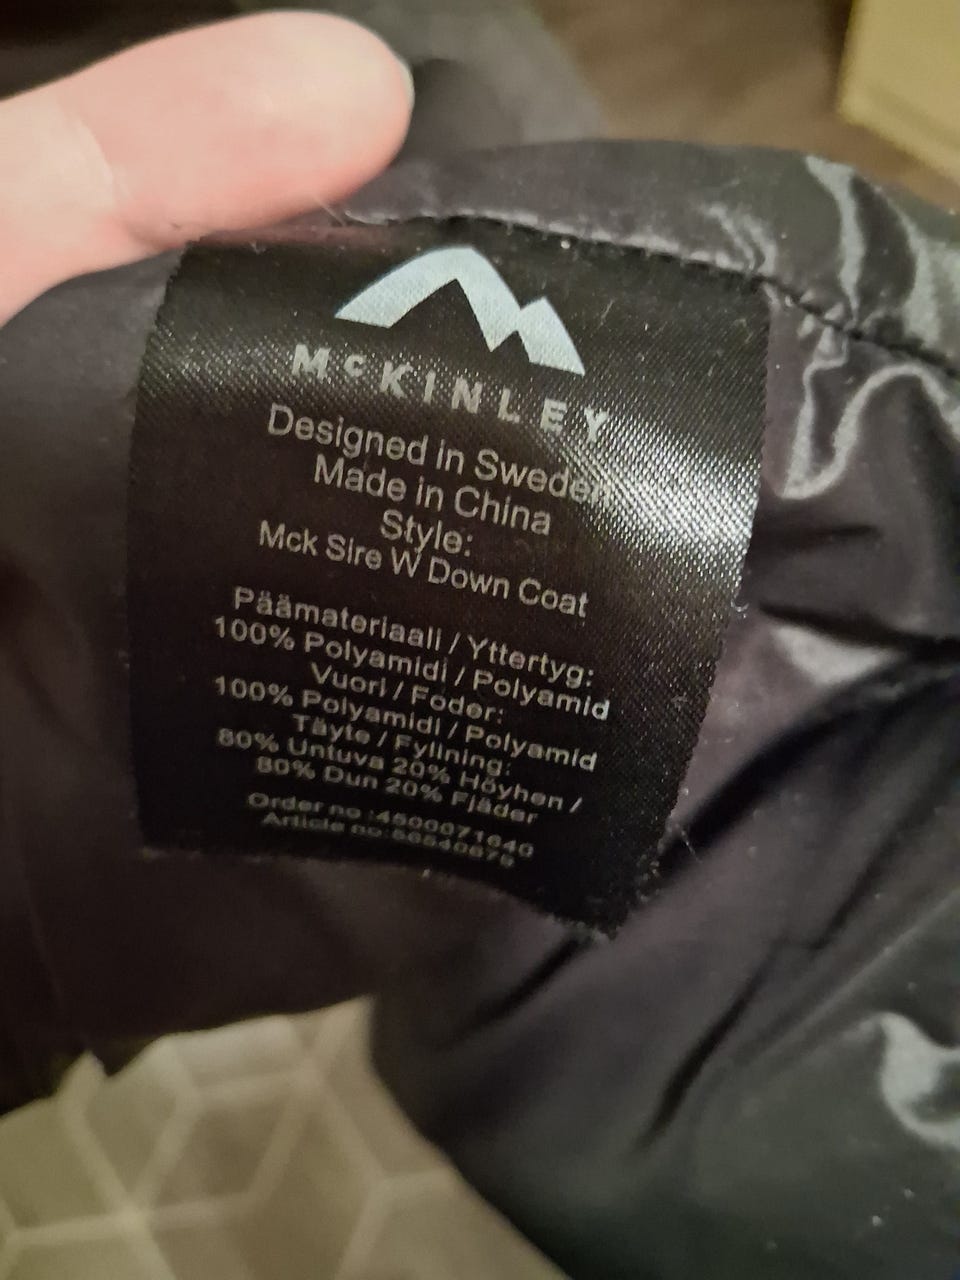 McKINLEY
Designed in Sweden
Made in China
Style:
Mck Sire W Down Coat
Päämateriaali / Yttertyg:
100% Polyamidi / Polyamid
Vuori / Foder:
100% Polyamidi / Polyamid
Täyte / Fyllning:
80% Untuva 20% Höyhen /
80% Dun 20% Fjäder
Order no :4500071640
Article no: